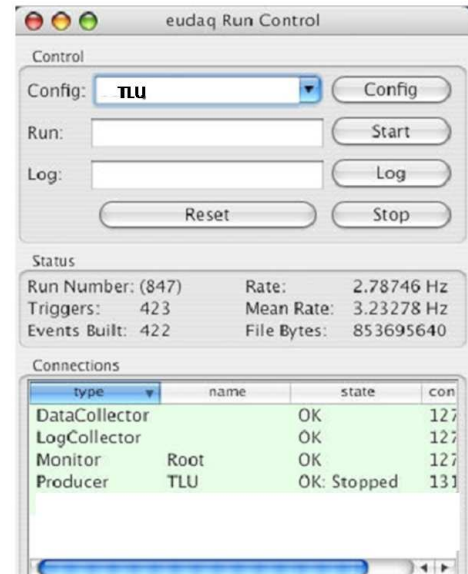 eudaq Run Control
Control
Config: TLU Config
Run: Start
Log: Log
Reset Stop
Status
Run Number: (847) Rate: 2.78746 Hz
Triggers: 423 Mean Rate: 3.23278 Hz
Events Built: 422 File Bytes: 853695640
Connections
type name state con
DataCollector OK 127
LogCollector OK 127
Monitor Root OK 127
Producer TLU OK: Stopped 131